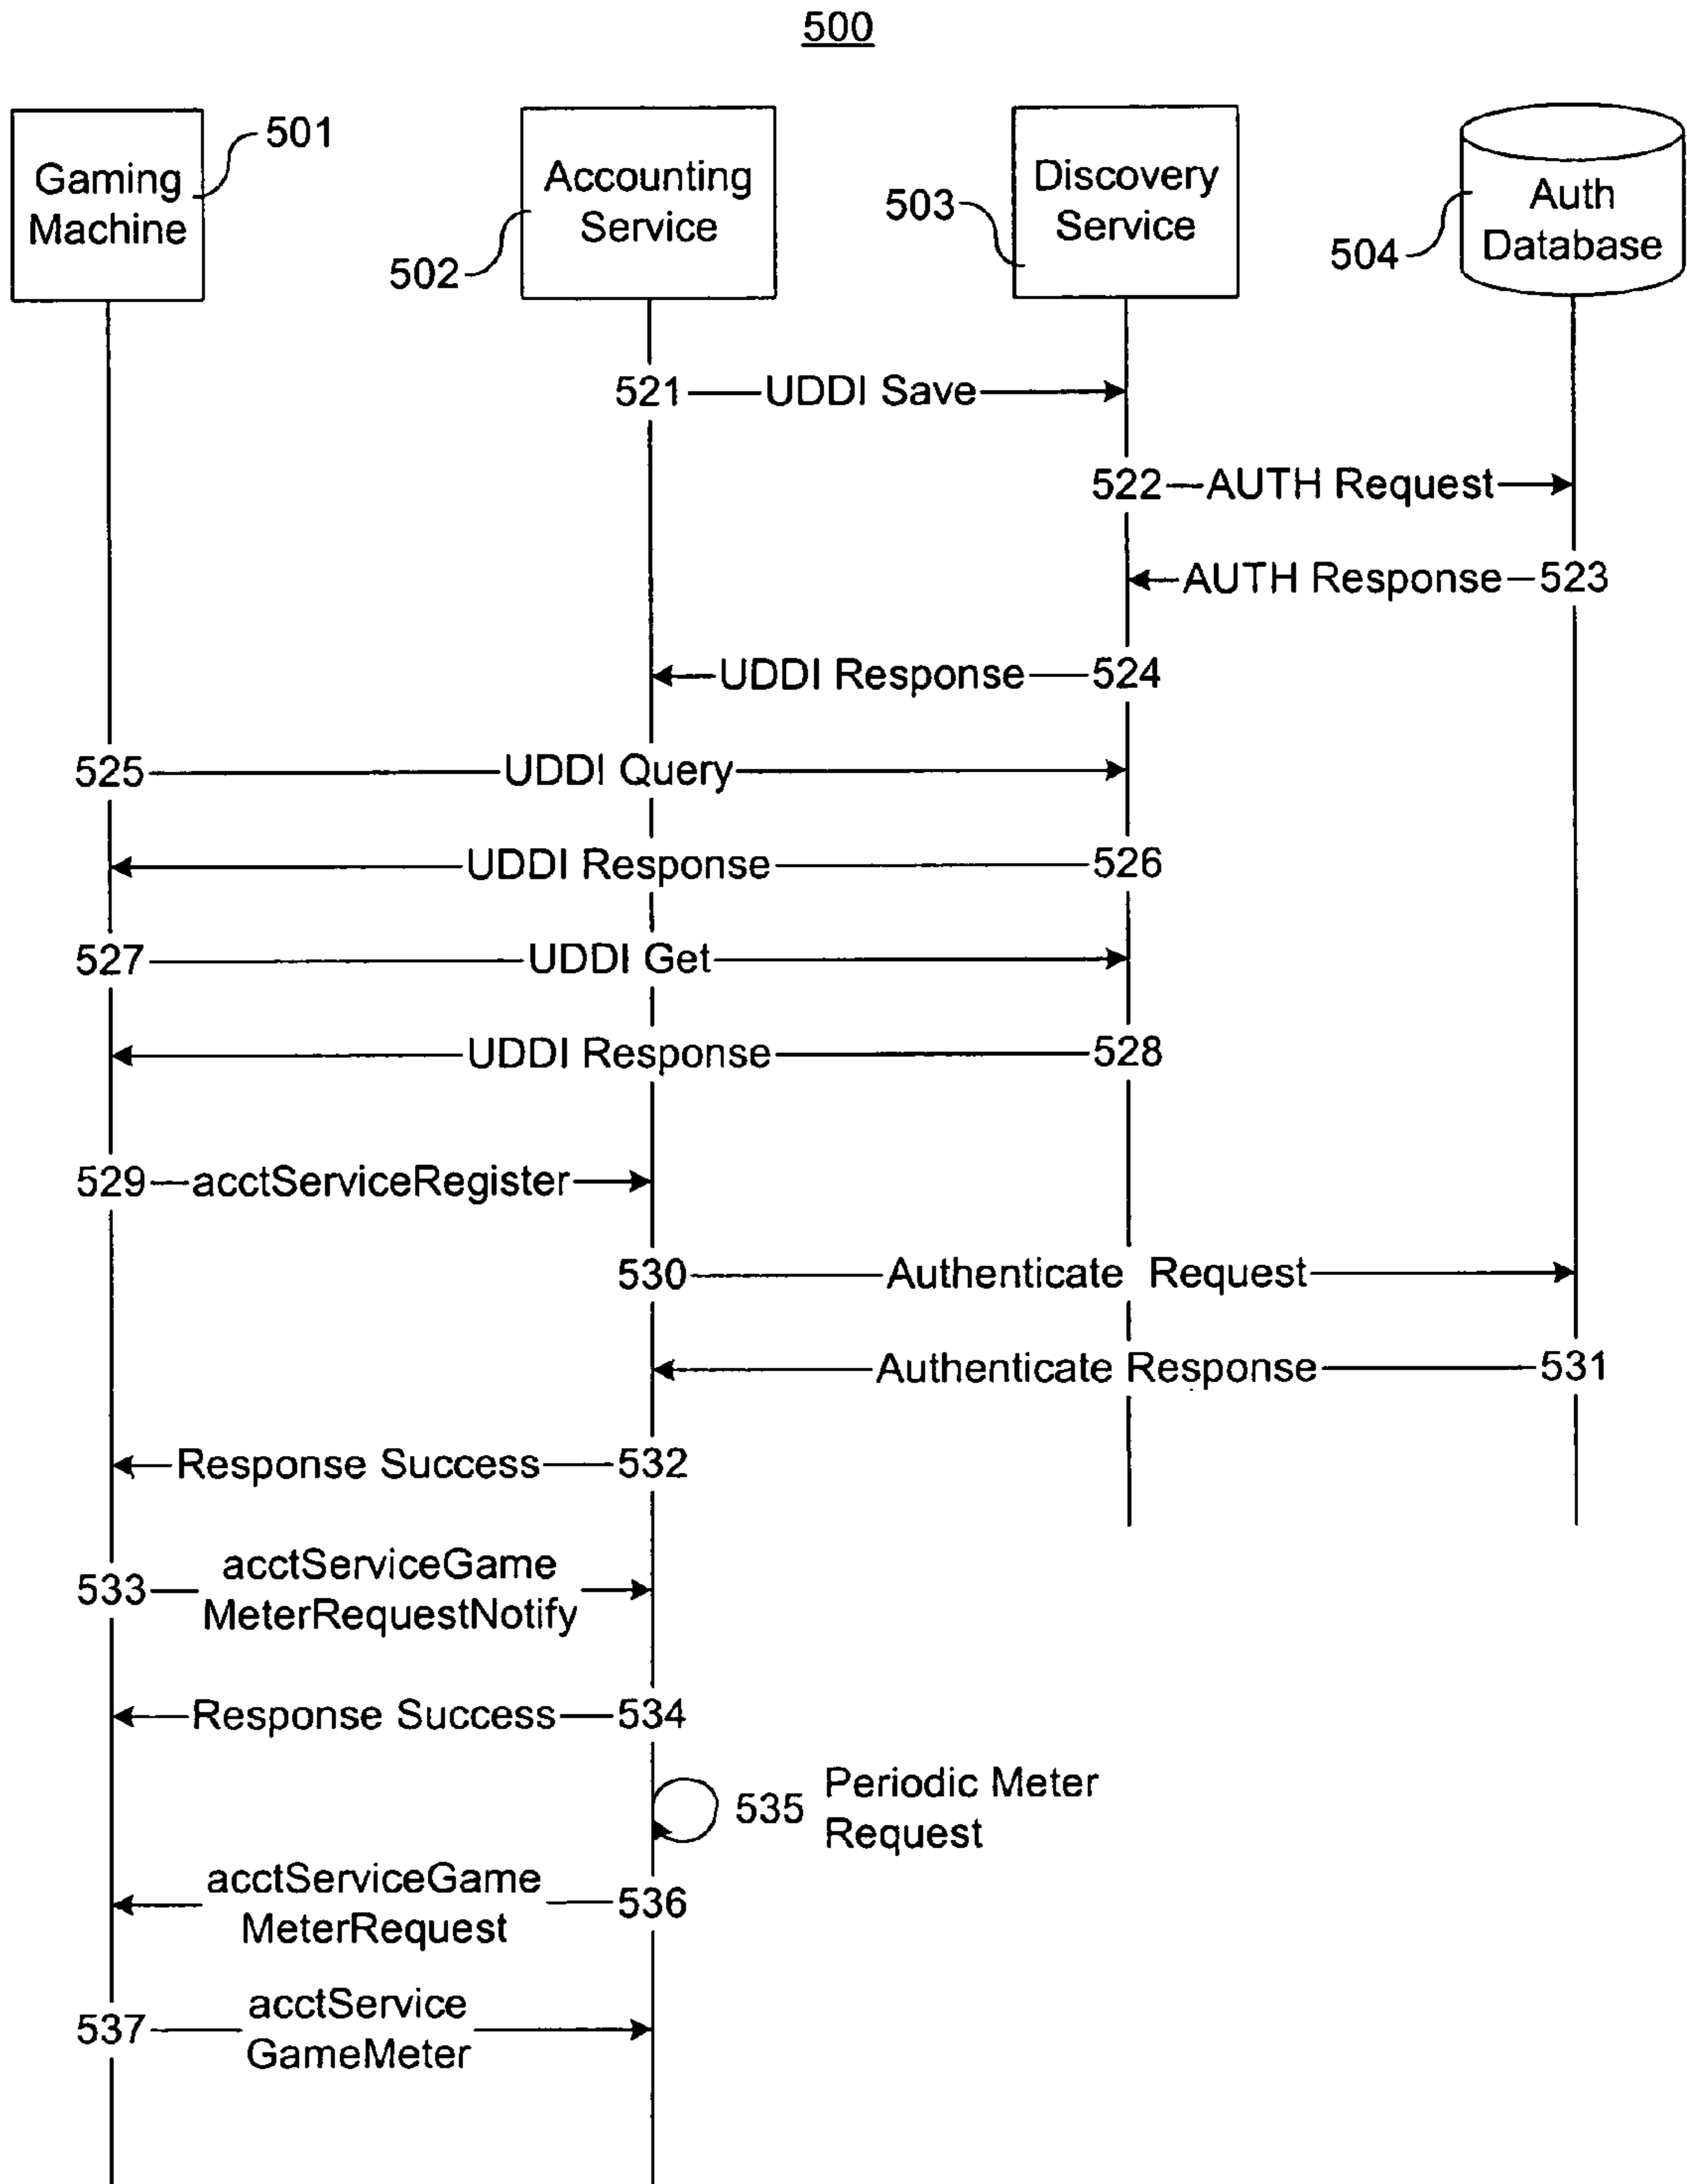 500
Gaming
Machine
501
Accounting
Service
502
Discovery
Service
503
Auth
Database
504
521 UDDI Save
522 AUTH Request
AUTH Response 523
UDDI Response 524
525 UDDI Query
UDDI Response 526
527 UDDI Get
UDDI Response 528
529 acctServiceRegister
530 Authenticate Request
Authenticate Response 531
Response Success 532
533 acctServiceGame
MeterRequestNotify
Response Success 534
535 Periodic Meter
Request
acctServiceGame
MeterRequest 536
537 acctService
GameMeter